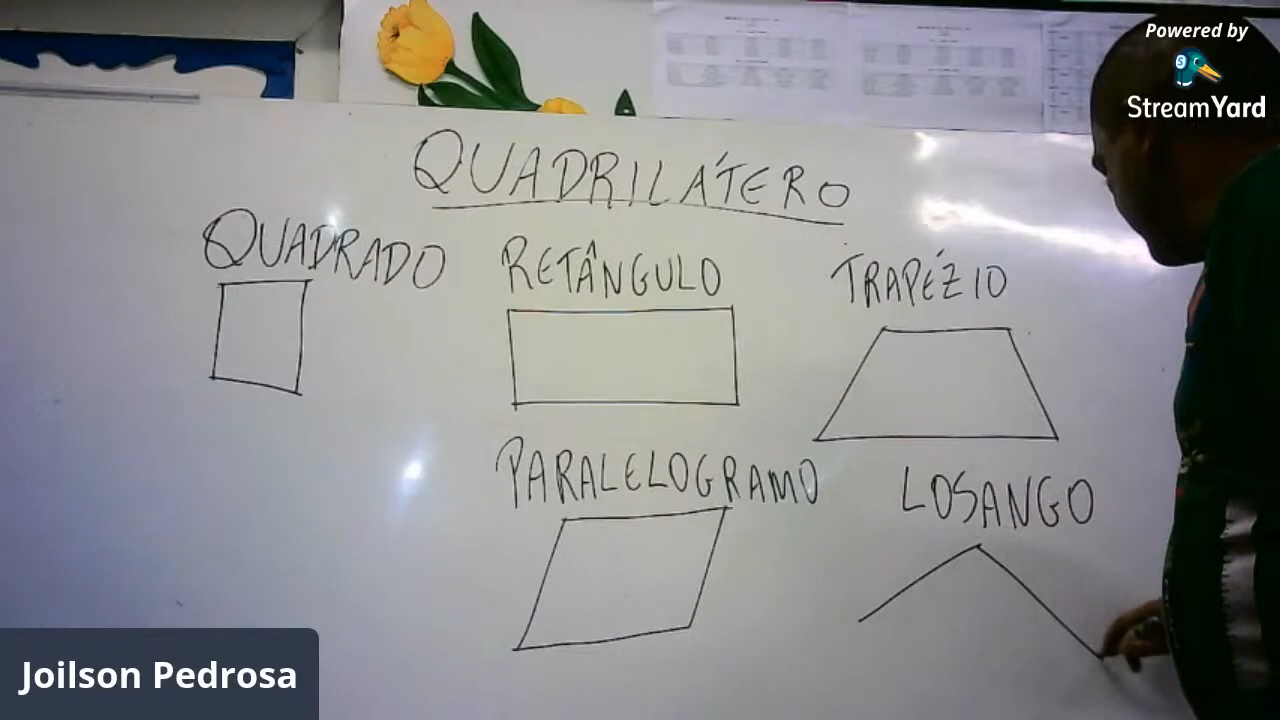 Powered by
StreamYard
QUADRILÁTERO
QUADRADO
RETÂNGULO
TRAPÉZIO
PARALELOGRAMO
LOSANGO
Joilson Pedrosa